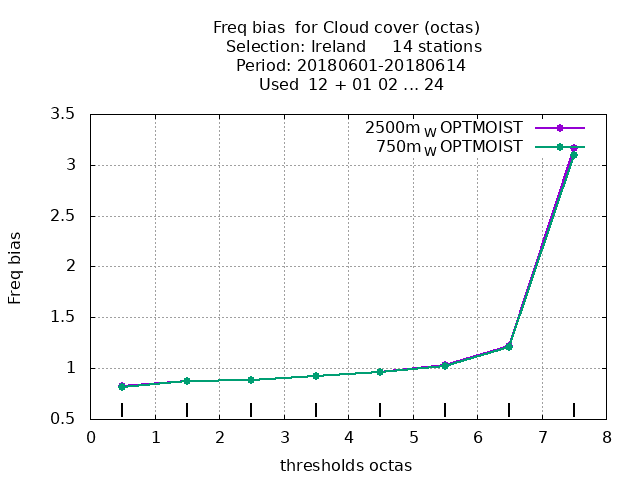 Freq bias for Cloud cover (octas)
Selection: Ireland 14 stations
Period: 20180601-20180614
Used 12 + 01 02 ... 24
2500m WOPTMOIST
750m WOPTMOIST
Freq bias
3.5
3
2.5
2
1.5
1
0.5
0 1 2 3 4 5 6 7 8
thresholds octas